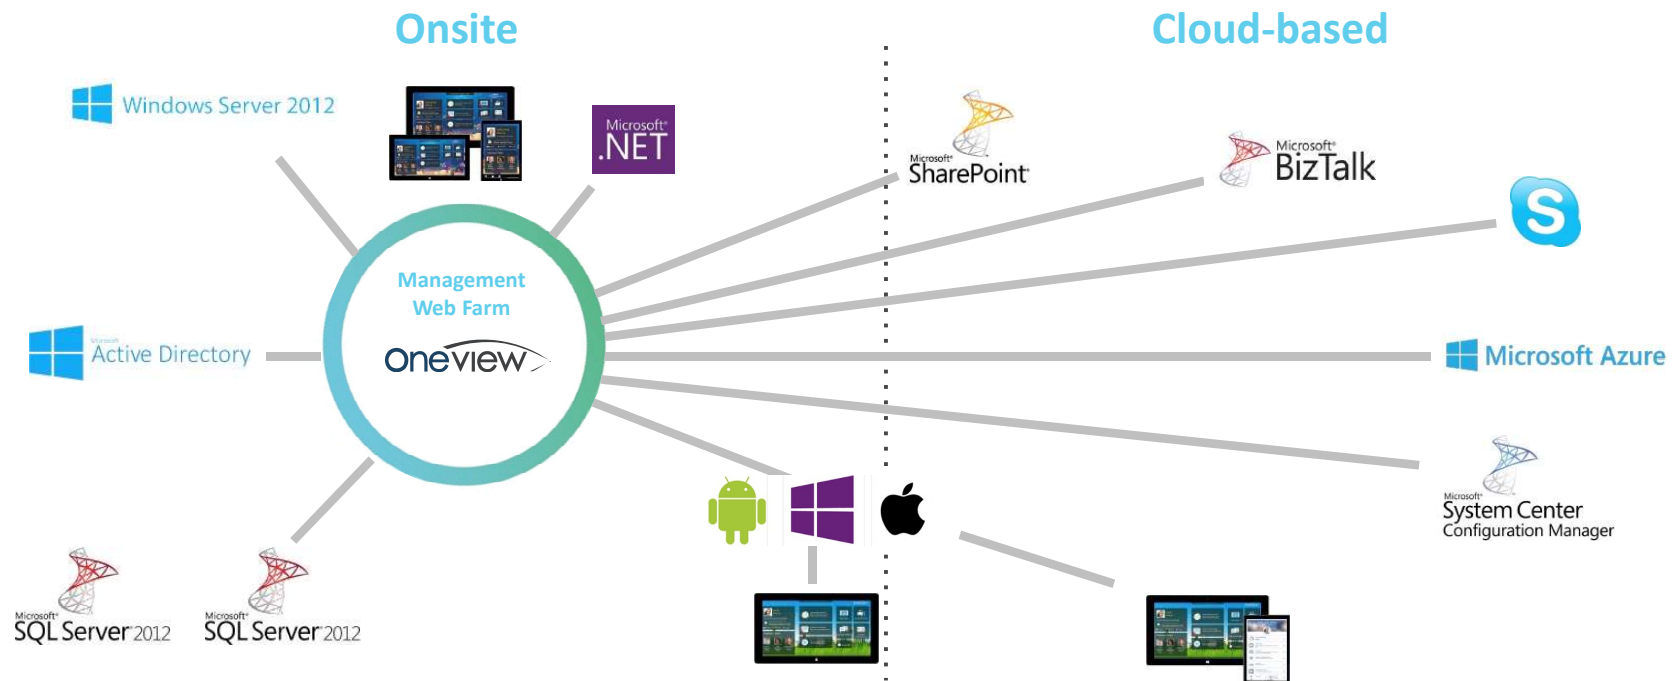 Onsite
Cloud-based
Windows Server 2012
Microsoft®
.NET
Microsoft®
SharePoint®
Microsoft®
BizTalk
S
Management
Web Farm
oneview
Microsoft
Active Directory
Microsoft Azure
Microsoft®
System Center
Configuration Manager
Microsoft®
SQL Server® 2012
Microsoft®
SQL Server® 2012